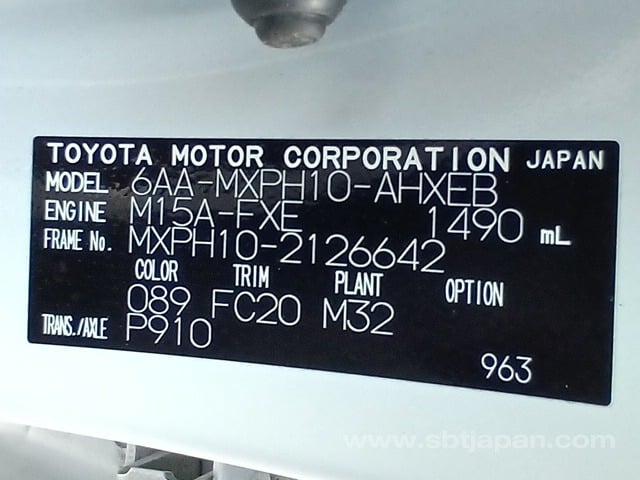 TOYOTA MOTOR CORPORATION JAPAN
MODEL 6AA-MXPH10-AHXEB
ENGINE M15A-FXE 1490 mL
FRAME No. MXPH10-2126642
COLOR TRIM PLANT OPTION
089 FC20 M32
TRANS./AXLE P910
963
www.sbtjapan.com